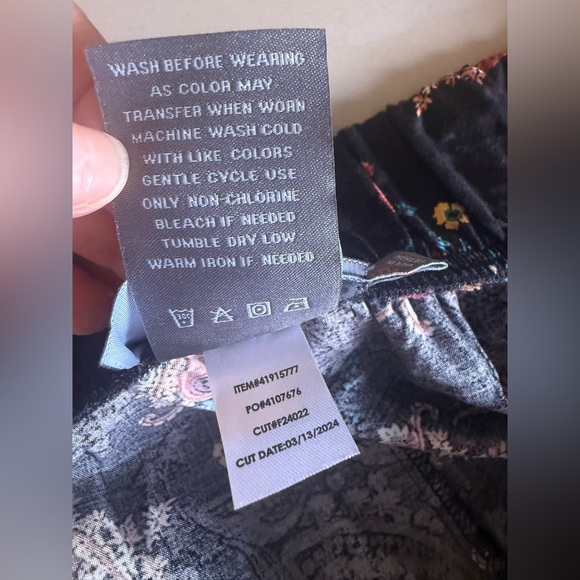 WASH BEFORE WEARING
AS COLOR MAY
TRANSFER WHEN WORN
MACHINE WASH COLD
WITH LIKE COLORS
GENTLE CYCLE USE
ONLY NON-CHLORINE
BLEACH IF NEEDED
TUMBLE DRY LOW
WARM IRON IF NEEDED
ITEM#41915777
PO#4107676
CUT#F24022
CUT DATE:03/13/2024